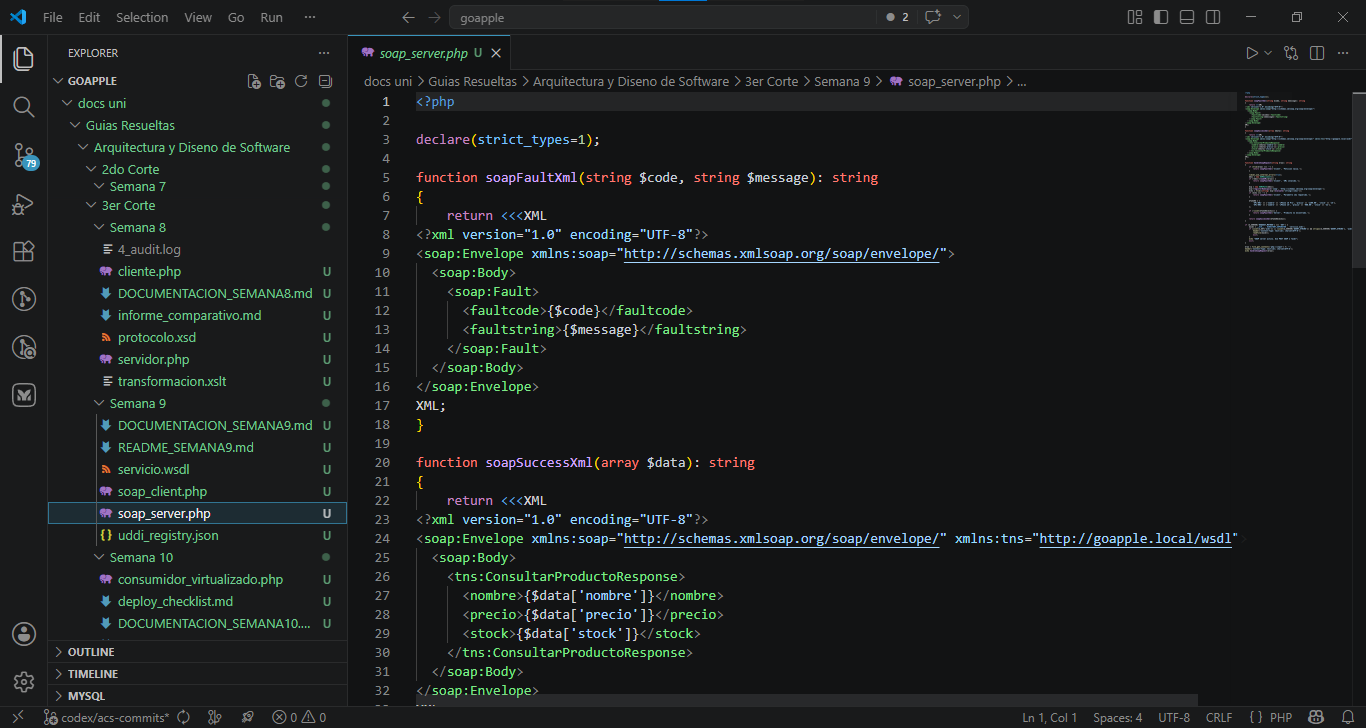 File Edit Selection View Go Run ···
goapple
2
EXPLORER ···
GOAPPLE
docs uni
Guias Resueltas
Arquitectura y Diseno de Software
2do Corte
Semana 7
3er Corte
Semana 8
4_audit.log
cliente.php U
DOCUMENTACION_SEMANA8.md U
informe_comparativo.md U
protocolo.xsd U
servidor.php U
transformacion.xslt U
Semana 9
DOCUMENTACION_SEMANA9.md U
README_SEMANA9.md U
servicio.wsdl U
soap_client.php U
soap_server.php U
{} uddi_registry.json U
Semana 10
consumidor_virtualizado.php U
deploy_checklist.md U
DOCUMENTACION_SEMANA10.... U
OUTLINE
TIMELINE
MYSQL
79
soap_server.php U
docs uni > Guias Resueltas > Arquitectura y Diseno de Software > 3er Corte > Semana 9 > soap_server.php > ...
1 <?php
2
3 declare(strict_types=1);
4
5 function soapFaultXml(string $code, string $message): string
6 {
7     return <<<XML
8 <?xml version="1.0" encoding="UTF-8"?>
9 <soap:Envelope xmlns:soap="http://schemas.xmlsoap.org/soap/envelope/">
10   <soap:Body>
11     <soap:Fault>
12       <faultcode>{$code}</faultcode>
13       <faultstring>{$message}</faultstring>
14     </soap:Fault>
15   </soap:Body>
16 </soap:Envelope>
17 XML;
18 }
19
20 function soapSuccessXml(array $data): string
21 {
22     return <<<XML
23 <?xml version="1.0" encoding="UTF-8"?>
24 <soap:Envelope xmlns:soap="http://schemas.xmlsoap.org/soap/envelope/" xmlns:tns="http://goapple.local/wsdl"
25   <soap:Body>
26     <tns:ConsultarProductoResponse>
27       <nombre>{$data['nombre']}</nombre>
28       <precio>{$data['precio']}</precio>
29       <stock>{$data['stock']}</stock>
30     </tns:ConsultarProductoResponse>
31   </soap:Body>
32 </soap:Envelope>
codex/acs-commits* 0 0 Ln 1, Col 1 Spaces: 4 UTF-8 CRLF {} PHP